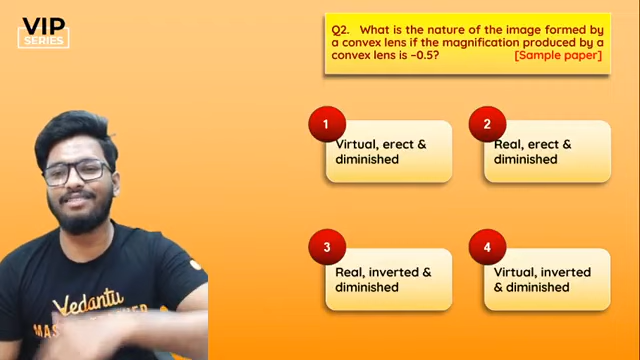 VIP
SERIES
Q2. What is the nature of the image formed by
a convex lens if the magnification produced by a
convex lens is –0.5? [Sample paper]
1
Virtual, erect &
diminished
2
Real, erect &
diminished
3
Real, inverted &
diminished
4
Virtual, inverted
& diminished
Vedantu